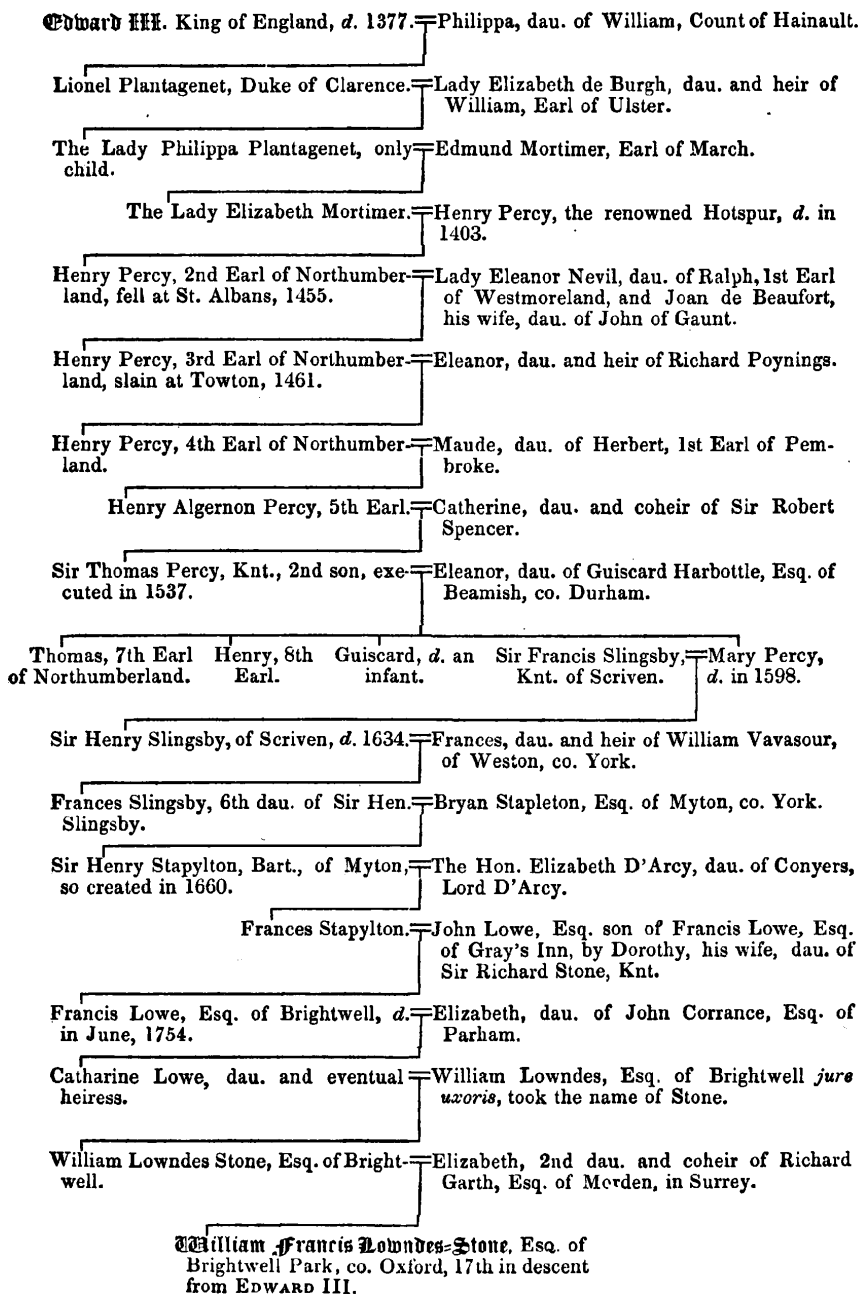 Edward III. King of England, d. 1377.=Philippa, dau. of William, Count of Hainault.
Lionel Plantagenet, Duke of Clarence.=Lady Elizabeth de Burgh, dau. and heir of
William, Earl of Ulster.
The Lady Philippa Plantagenet, only=Edmund Mortimer, Earl of March.
child.
The Lady Elizabeth Mortimer.=Henry Percy, the renowned Hotspur, d. in
1403.
Henry Percy, 2nd Earl of Northumber-=Lady Eleanor Nevil, dau. of Ralph, 1st Earl
land, fell at St. Albans, 1455. of Westmoreland, and Joan de Beaufort,
his wife, dau. of John of Gaunt.
Henry Percy, 3rd Earl of Northumber-=Eleanor, dau. and heir of Richard Poynings.
land, slain at Towton, 1461.
Henry Percy, 4th Earl of Northumber-=Maude, dau. of Herbert, 1st Earl of Pem-
land. broke.
Henry Algernon Percy, 5th Earl.=Catherine, dau. and coheir of Sir Robert
Spencer.
Sir Thomas Percy, Knt., 2nd son, exe-=Eleanor, dau. of Guiscard Harbottle, Esq. of
cuted in 1537. Beamish, co. Durham.
Thomas, 7th Earl Henry, 8th Guiscard, d. an Sir Francis Slingsby,=Mary Percy,
of Northumberland. Earl. infant. Knt. of Scriven. d. in 1598.
Sir Henry Slingsby, of Scriven, d. 1634.=Frances, dau. and heir of William Vavasour,
of Weston, co. York.
Frances Slingsby, 6th dau. of Sir Hen.=Bryan Stapleton, Esq. of Myton, co. York.
Slingsby.
Sir Henry Stapylton, Bart., of Myton,=The Hon. Elizabeth D'Arcy, dau. of Conyers,
so created in 1660. Lord D'Arcy.
Frances Stapylton.=John Lowe, Esq. son of Francis Lowe, Esq.
of Gray's Inn, by Dorothy, his wife, dau. of
Sir Richard Stone, Knt.
Francis Lowe, Esq. of Brightwell, d.=Elizabeth, dau. of John Corrance, Esq. of
in June, 1754. Parham.
Catharine Lowe, dau. and eventual=William Lowndes, Esq. of Brightwell jure
heiress. uxoris, took the name of Stone.
William Lowndes Stone, Esq. of Bright-=Elizabeth, 2nd dau. and coheir of Richard
well. Garth, Esq. of Morden, in Surrey.
William Francis Lowndes-Stone, Esq. of
Brightwell Park, co. Oxford, 17th in descent
from EDWARD III.